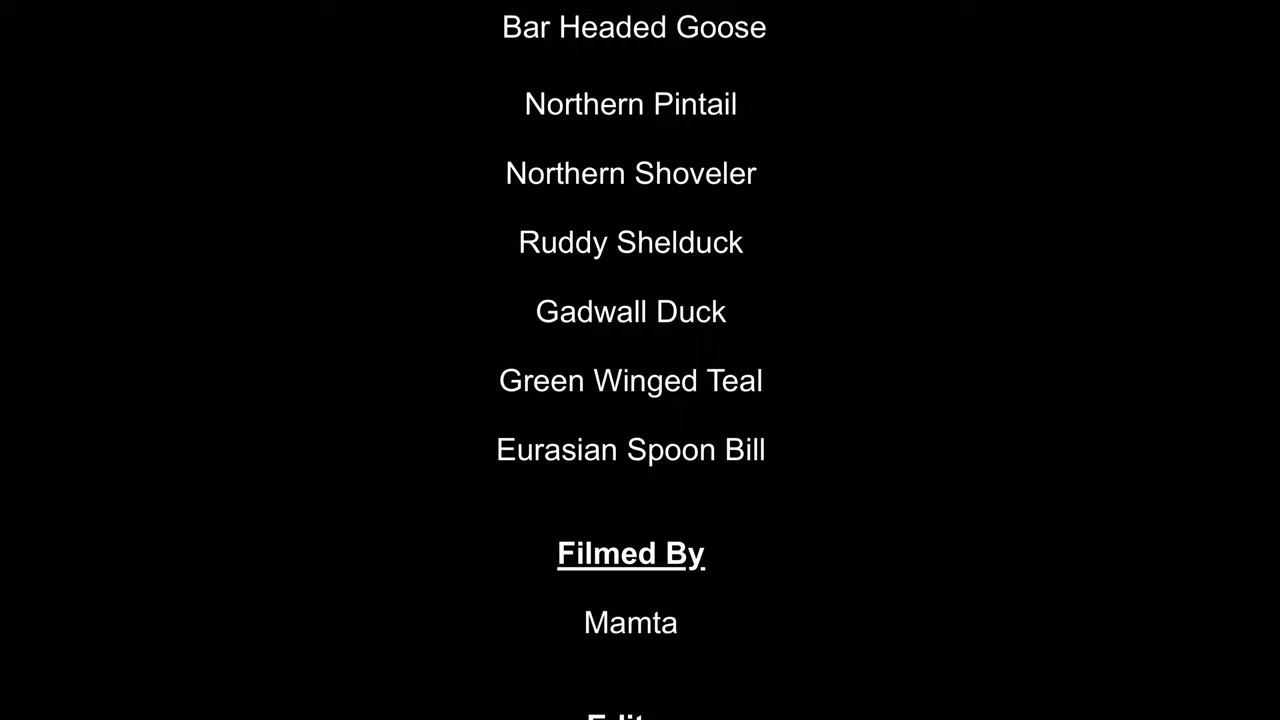 Bar Headed Goose
Northern Pintail
Northern Shoveler
Ruddy Shelduck
Gadwall Duck
Green Winged Teal
Eurasian Spoon Bill
Filmed By
Mamta